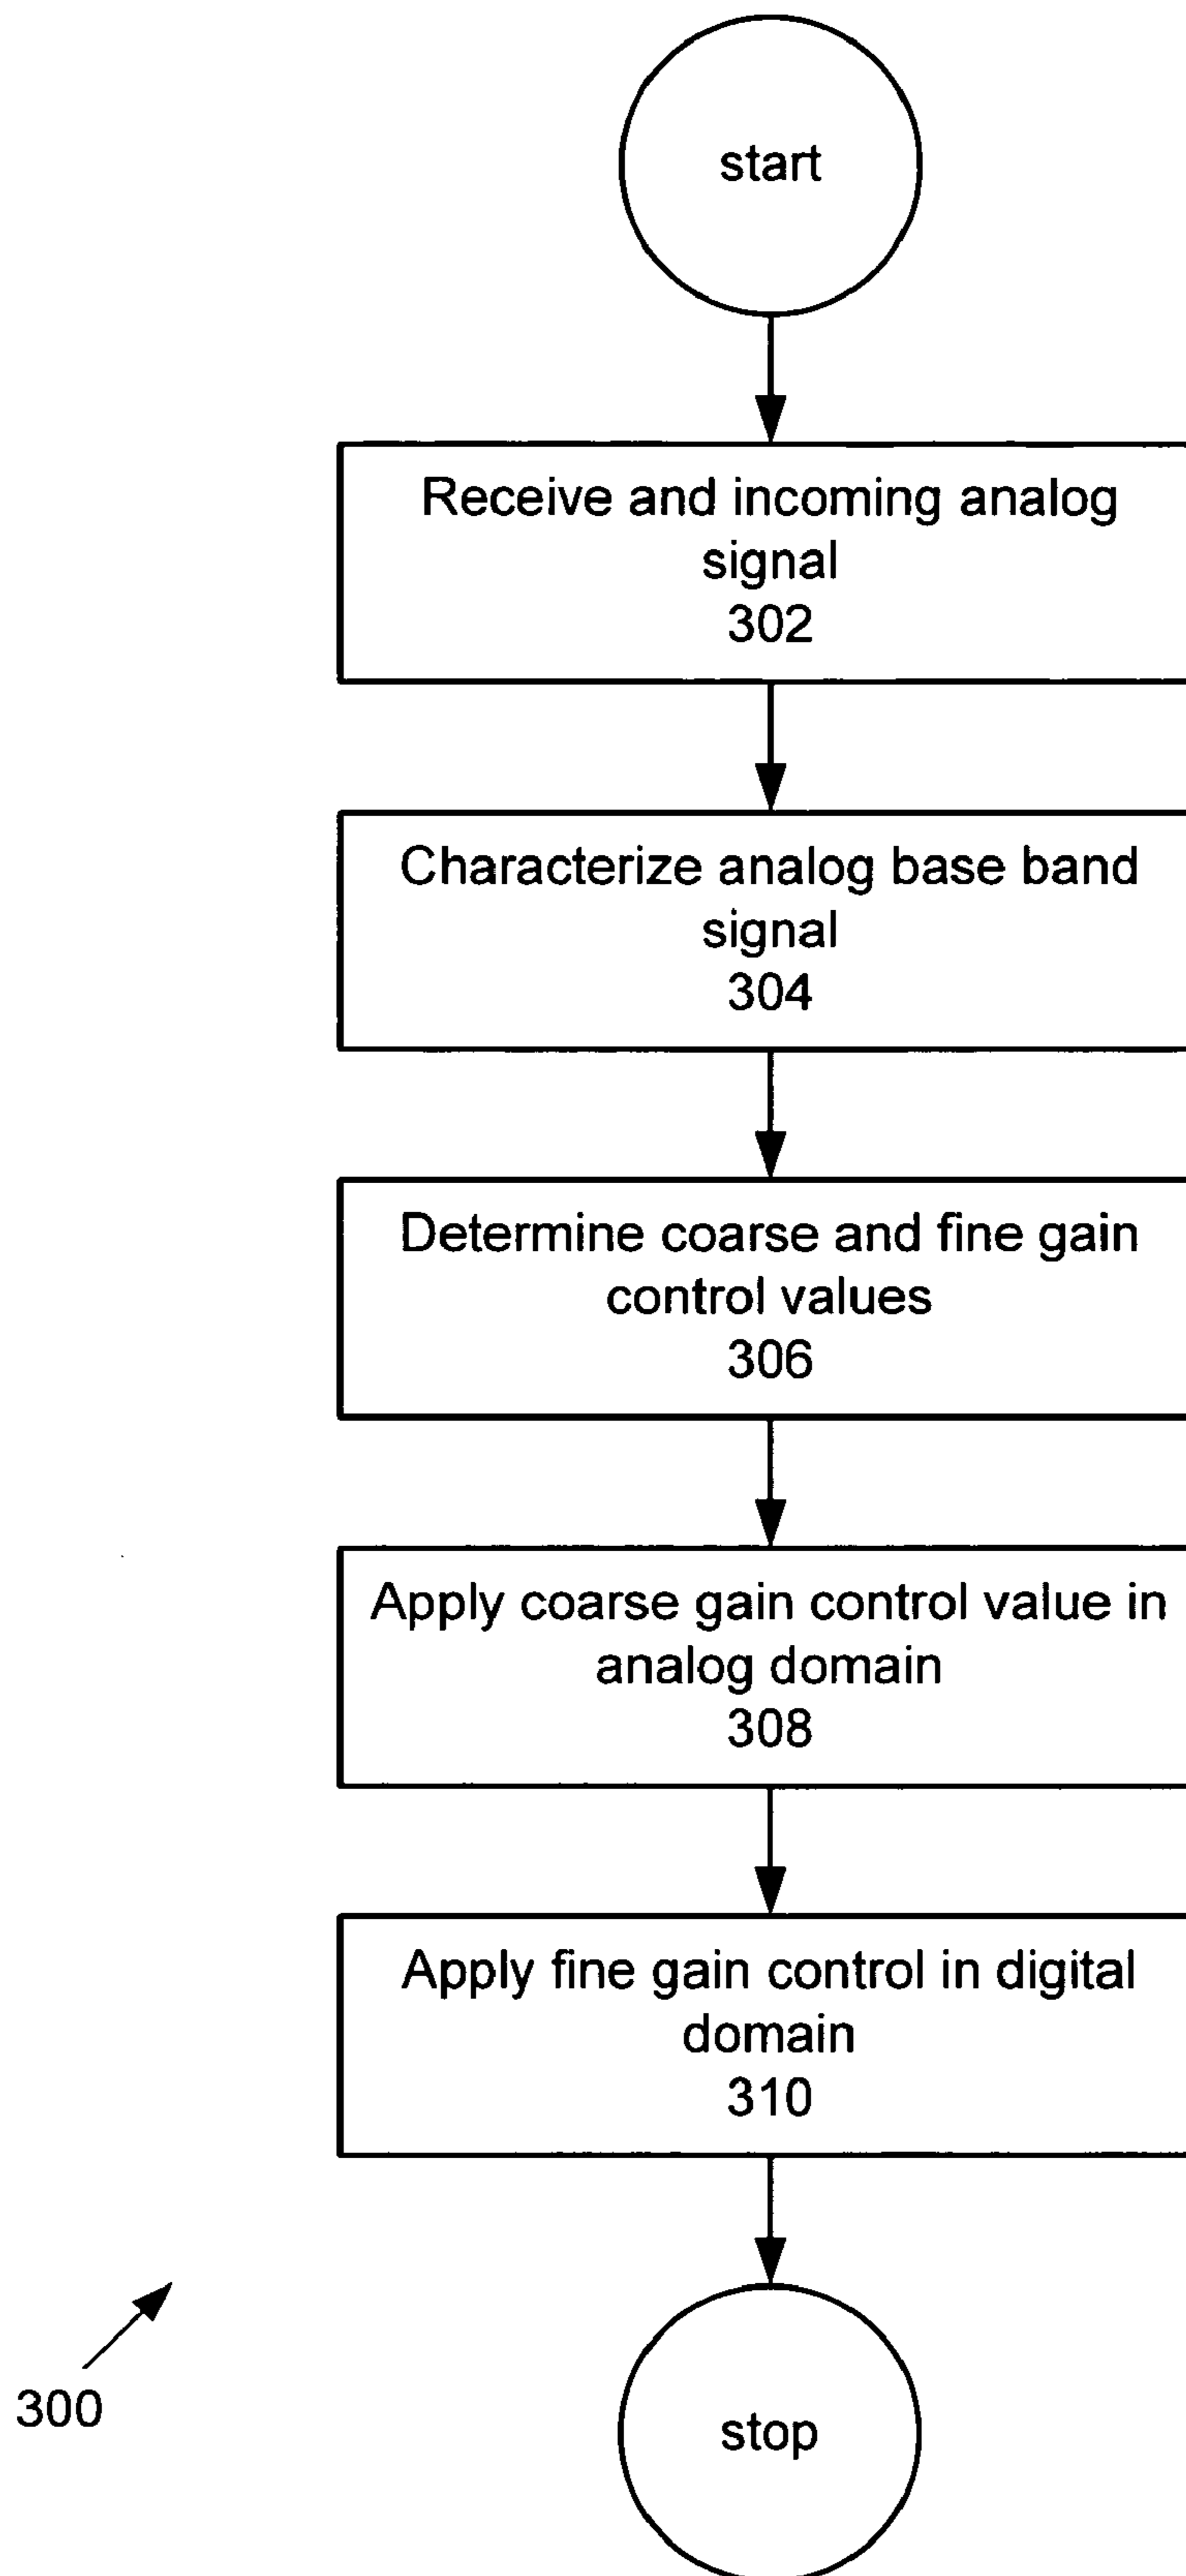 start
Receive and incoming analog
signal
302
Characterize analog base band
signal
304
Determine coarse and fine gain
control values
306
Apply coarse gain control value in
analog domain
308
Apply fine gain control in digital
domain
310
300
stop